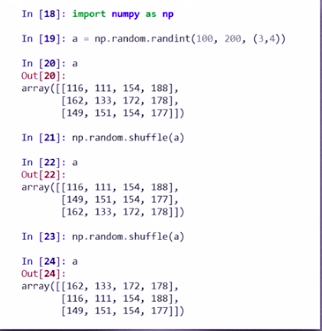 In [18]: import numpy as np
In [19]: a = np.random.randint(100, 200, (3,4))
In [20]: a
Out[20]:
array([[116, 111, 154, 188],
       [162, 133, 172, 178],
       [149, 151, 154, 177]])
In [21]: np.random.shuffle(a)
In [22]: a
Out[22]:
array([[116, 111, 154, 188],
       [149, 151, 154, 177],
       [162, 133, 172, 178]])
In [23]: np.random.shuffle(a)
In [24]: a
Out[24]:
array([[162, 133, 172, 178],
       [116, 111, 154, 188],
       [149, 151, 154, 177]])